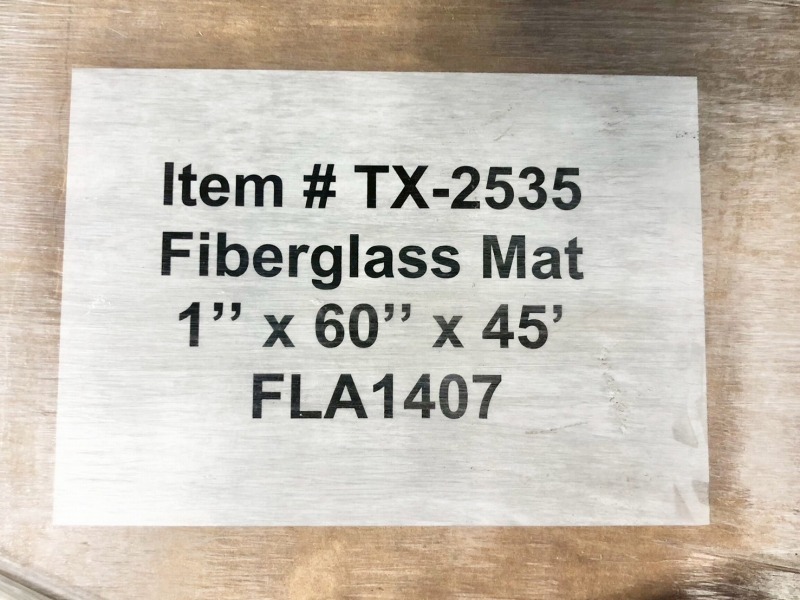 Item # TX-2535
Fiberglass Mat
1’’ x 60’’ x 45’
FLA1407